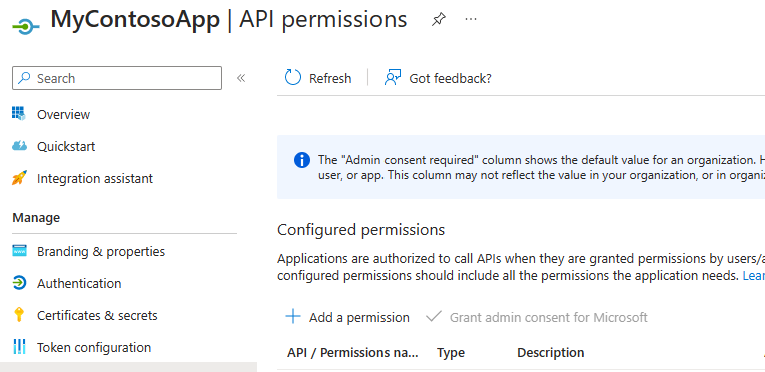 MyContosoApp | API permissions
Search
Refresh
Got feedback?
Overview
Quickstart
Integration assistant
The "Admin consent required" column shows the default value for an organization.
user, or app. This column may not reflect the value in your organization, or in
Manage
Configured permissions
Branding & properties
Applications are authorized to call APIs when they are granted permissions by
configured permissions should include all the permissions the application needs.
Authentication
Certificates & secrets
Add a permission
Grant admin consent for Microsoft
Token configuration
API / Permissions na...
Type
Description